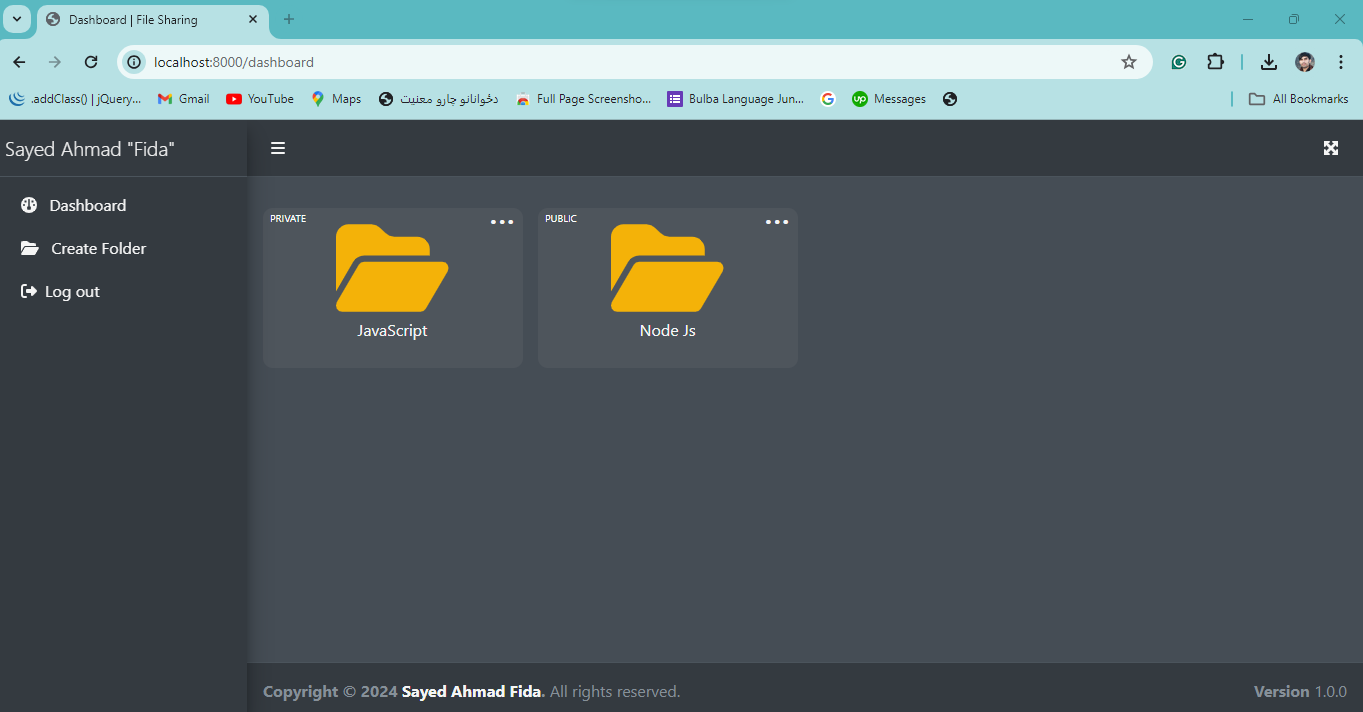 Dashboard | File Sharing
localhost:8000/dashboard
.addClass() | jQuery...
Gmail
YouTube
Maps
دځوانانو چارو معنیت
Full Page Screensho...
Bulba Language Jun...
Messages
All Bookmarks
Sayed Ahmad "Fida"
Dashboard
Create Folder
Log out
PRIVATE
JavaScript
PUBLIC
Node Js
Copyright © 2024 Sayed Ahmad Fida. All rights reserved.
Version 1.0.0